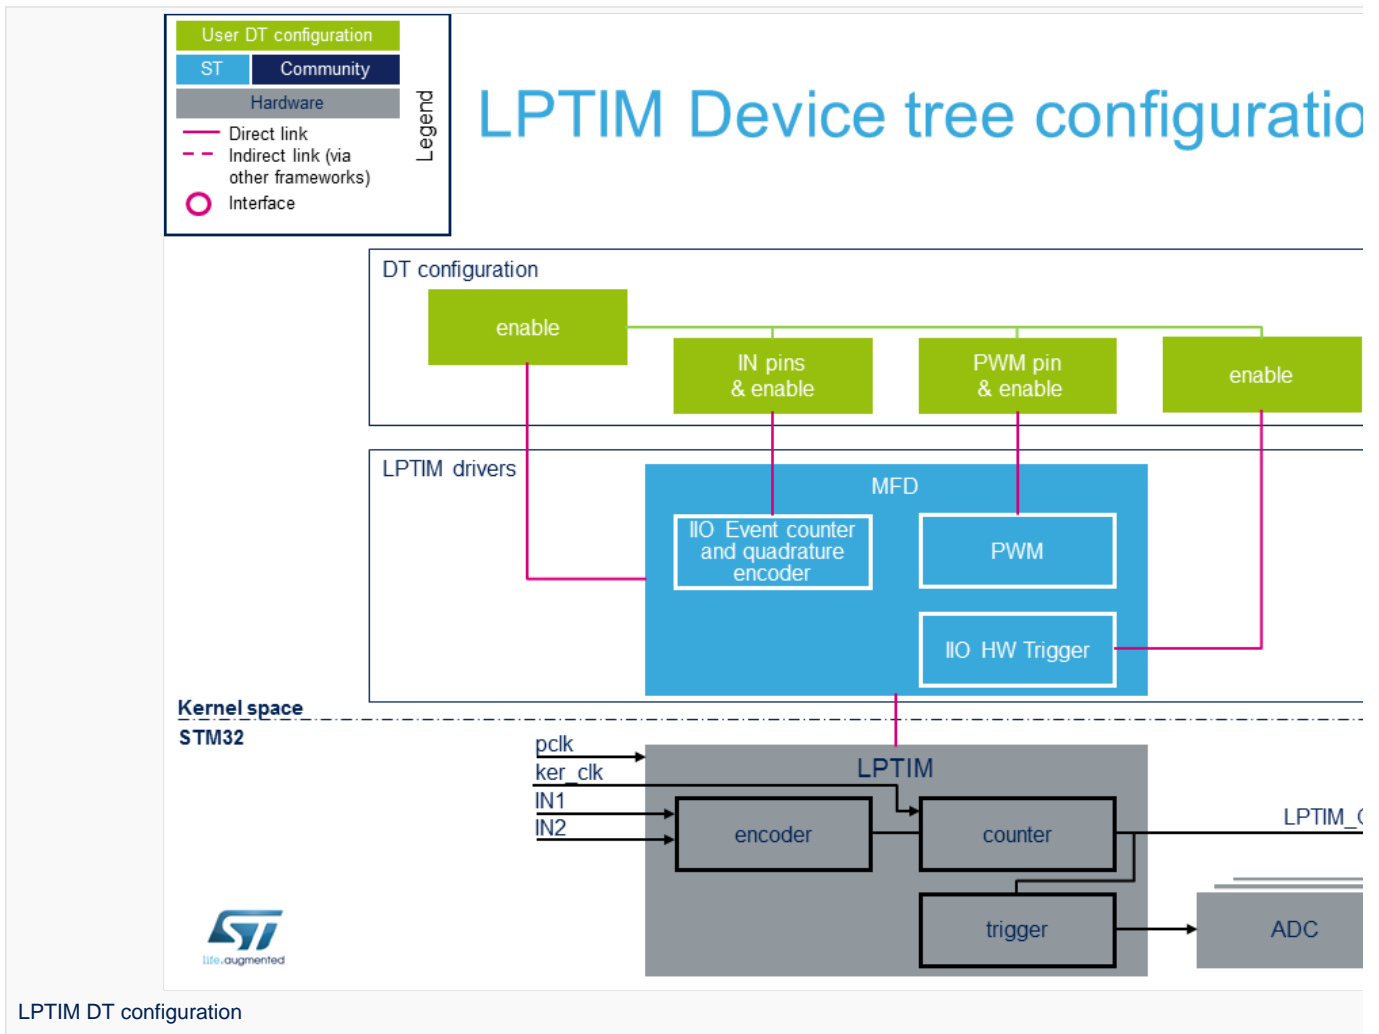 User DT configuration
ST
Community
Hardware
Direct link
Indirect link (via
other frameworks)
Interface
Legend
LPTIM Device tree configuratio
DT configuration
enable
IN pins
& enable
PWM pin
& enable
enable
LPTIM drivers
MFD
IIO Event counter
and quadrature
encoder
PWM
IIO HW Trigger
Kernel space
STM32
pclk
ker_clk
IN1
IN2
LPTIM
encoder
counter
LPTIM_
trigger
ADC
ST
life.augmented
LPTIM DT configuration